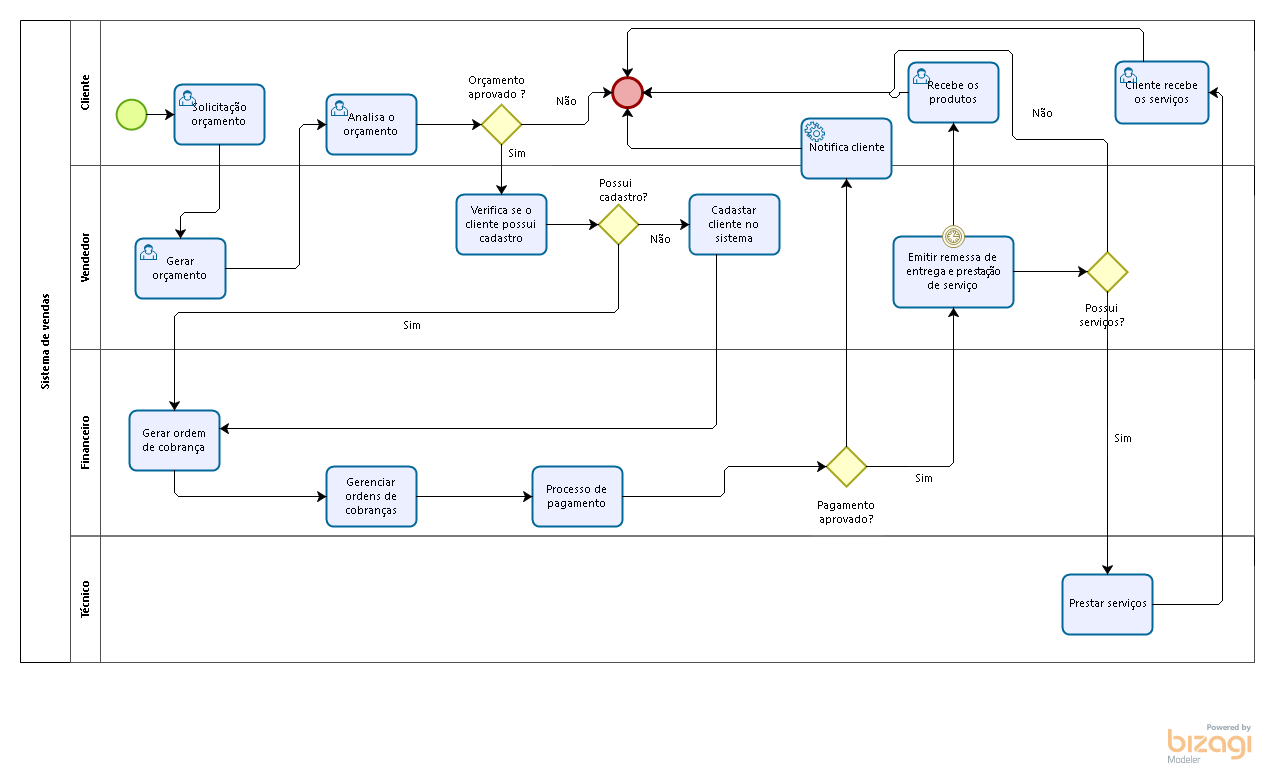 Sistema de vendas
Cliente
Solicitação
orçamento
Analisa o
orçamento
Orçamento
aprovado ?
Não
Sim
Notifica cliente
Recebe os
produtos
Não
Cliente recebe
os serviços
Vendedor
Gerar
orçamento
Verifica se o
cliente possui
cadastro
Possui
cadastro?
Não
Sim
Cadastar
cliente no
sistema
Emitir remessa de
entrega e prestação
de serviço
Possui
serviços?
Financeiro
Gerar ordem
de cobrança
Gerenciar
ordens de
cobranças
Processo de
pagamento
Pagamento
aprovado?
Sim
Sim
Técnico
Prestar serviços
Powered by
bizagi
Modeler